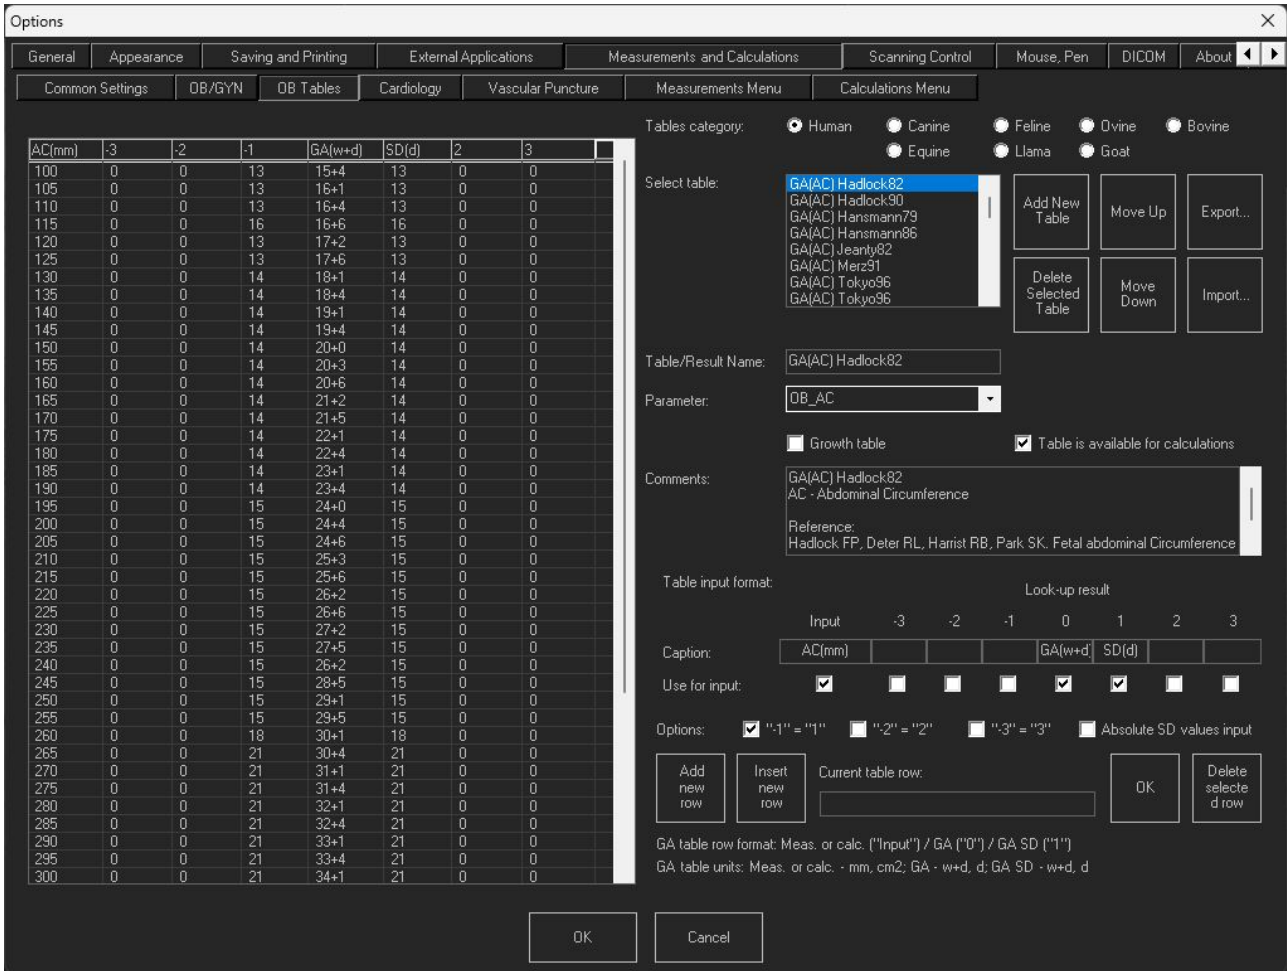 Options
General Appearance Saving and Printing External Applications Measurements and Calculations Scanning Control Mouse, Pen DICOM About
Common Settings OB/GYN OB Tables Cardiology Vascular Puncture Measurements Menu Calculations Menu
AC(mm) -3 -2 -1 GA(w+d) SD(d) 2 3
100 0 0 13 15+4 13 0 0
105 0 0 13 16+1 13 0 0
110 0 0 13 16+4 13 0 0
115 0 0 16 16+6 16 0 0
120 0 0 13 17+2 13 0 0
125 0 0 13 17+6 13 0 0
130 0 0 14 18+1 14 0 0
135 0 0 14 18+4 14 0 0
140 0 0 14 19+1 14 0 0
145 0 0 14 19+4 14 0 0
150 0 0 14 20+0 14 0 0
155 0 0 14 20+3 14 0 0
160 0 0 14 20+6 14 0 0
165 0 0 14 21+2 14 0 0
170 0 0 14 21+5 14 0 0
175 0 0 14 22+1 14 0 0
180 0 0 14 22+4 14 0 0
185 0 0 14 23+1 14 0 0
190 0 0 14 23+4 14 0 0
195 0 0 15 24+0 15 0 0
200 0 0 15 24+4 15 0 0
205 0 0 15 24+6 15 0 0
210 0 0 15 25+3 15 0 0
215 0 0 15 25+6 15 0 0
220 0 0 15 26+2 15 0 0
225 0 0 15 26+6 15 0 0
230 0 0 15 27+2 15 0 0
235 0 0 15 27+5 15 0 0
240 0 0 15 26+2 15 0 0
245 0 0 15 28+5 15 0 0
250 0 0 15 29+1 15 0 0
255 0 0 15 29+5 15 0 0
260 0 0 18 30+1 18 0 0
265 0 0 21 30+4 21 0 0
270 0 0 21 31+1 21 0 0
275 0 0 21 31+4 21 0 0
280 0 0 21 32+1 21 0 0
285 0 0 21 32+4 21 0 0
290 0 0 21 33+1 21 0 0
295 0 0 21 33+4 21 0 0
300 0 0 21 34+1 21 0 0
Tables category: Human Canine Feline Ovine Bovine
Equine Llama Goat
Select table:
GA(AC) Hadlock82
GA(AC) Hadlock90
GA(AC) Hansmann79
GA(AC) Hansmann86
GA(AC) Jeanty82
GA(AC) Merz91
GA(AC) Tokyo96
GA(AC) Tokyo96
Add New
Table
Move Up
Export...
Delete
Selected
Table
Move
Down
Import...
Table/Result Name: GA(AC) Hadlock82
Parameter: OB_AC
Growth table Table is available for calculations
Comments:
GA(AC) Hadlock82
AC - Abdominal Circumference
Reference:
Hadlock FP, Deter RL, Harrist RB, Park SK. Fetal abdominal Circumference
Table input format:
Look-up result
Input -3 -2 -1 0 1 2 3
Caption: AC(mm) GA(w+d) SD(d)
Use for input:
Options: "-1" = "1" "-2" = "2" "-3" = "3" Absolute SD values input
Add
new
row
Insert
new
row
Current table row:
OK
Delete
selecte
d row
GA table row format: Meas. or calc. ("Input") / GA ("0") / GA SD ("1")
GA table units: Meas. or calc. - mm, cm2; GA - w+d, d; GA SD - w+d, d
OK Cancel